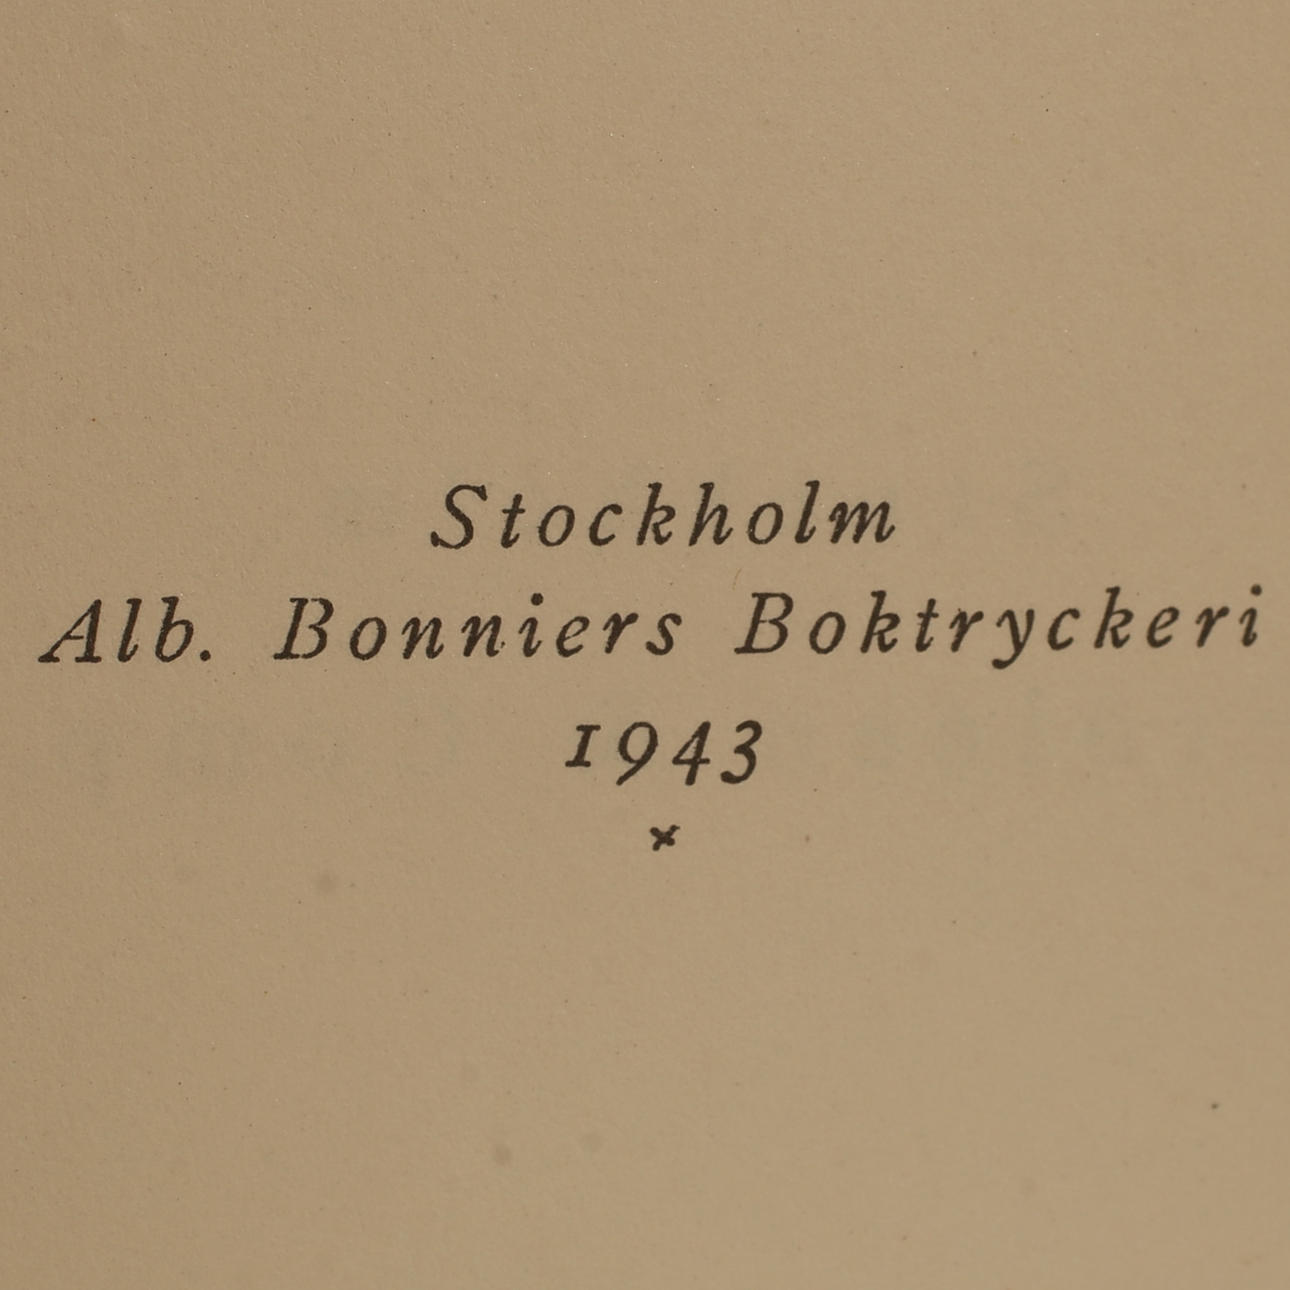 Stockholm
Alb. Bonniers Boktryckeri
1943